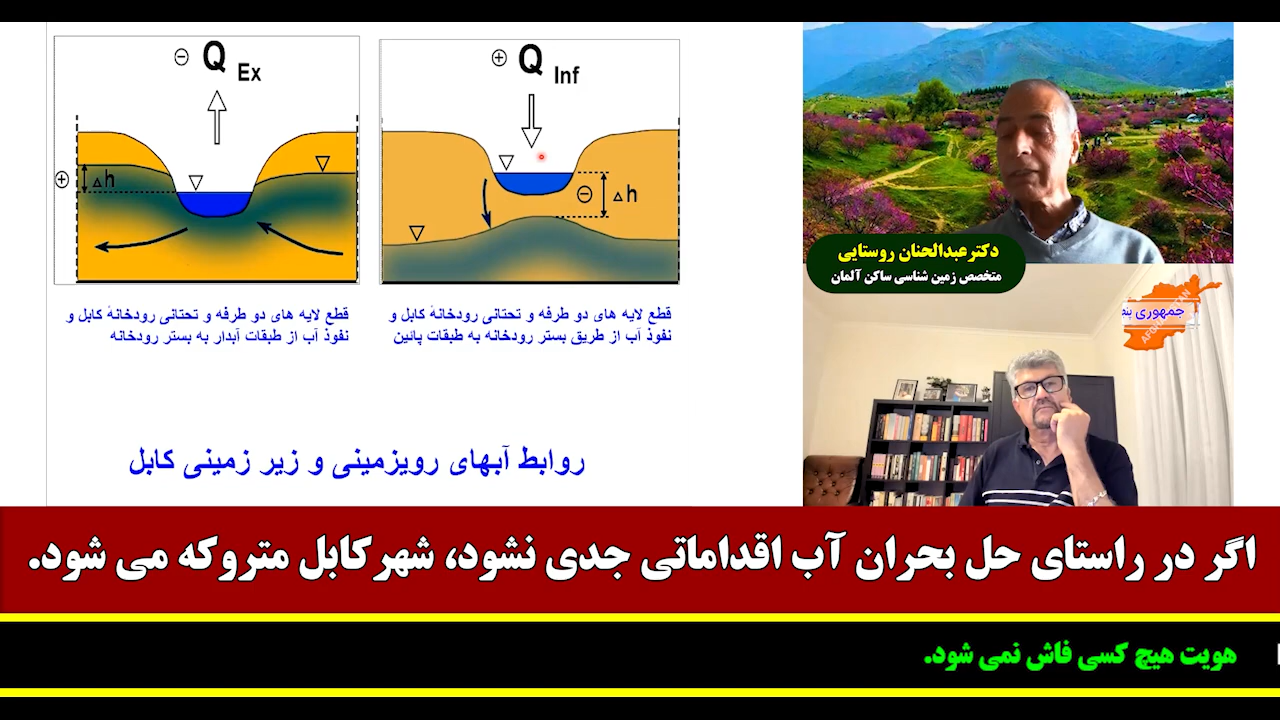 ⊖ Q Ex
⊕ Δh
⊕ Q Inf
⊖ Δh
قطع لایه های دو طرفه و تحتانی رودخانهٔ کابل و
نفوذ آب از طبقات آبدار به بستر رودخانه
قطع لایه های دو طرفه و تحتانی رودخانهٔ کابل و
نفوذ آب از طریق بستر رودخانه به طبقات پائین
روابط آبهای رویزمینی و زیر زمینی کابل
دکترعبدالحنان روستایی
متخصص زمین شناسی ساکن آلمان
جمهوری
AFGHANISTAN
اگر در راستای حل بحران آب اقداماتی جدی نشود، شهرکابل متروکه می شود.
هویت هیچ کسی فاش نمی شود.